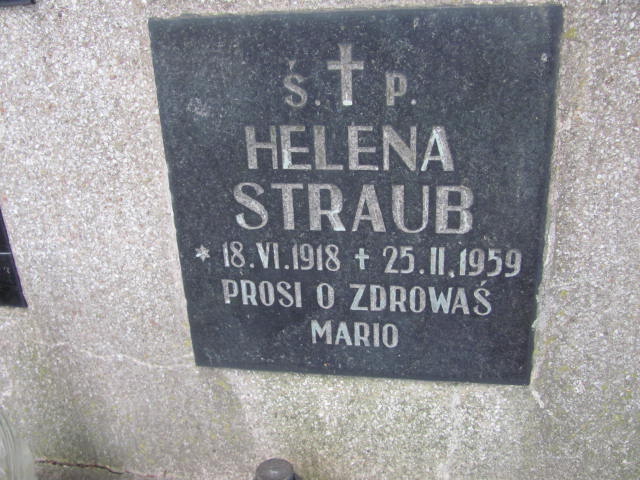 Ś. P.
HELENA
STRAUB
* 18.VI.1918 + 25.II.1959
PROSI O ZDROWAŚ
MARIO